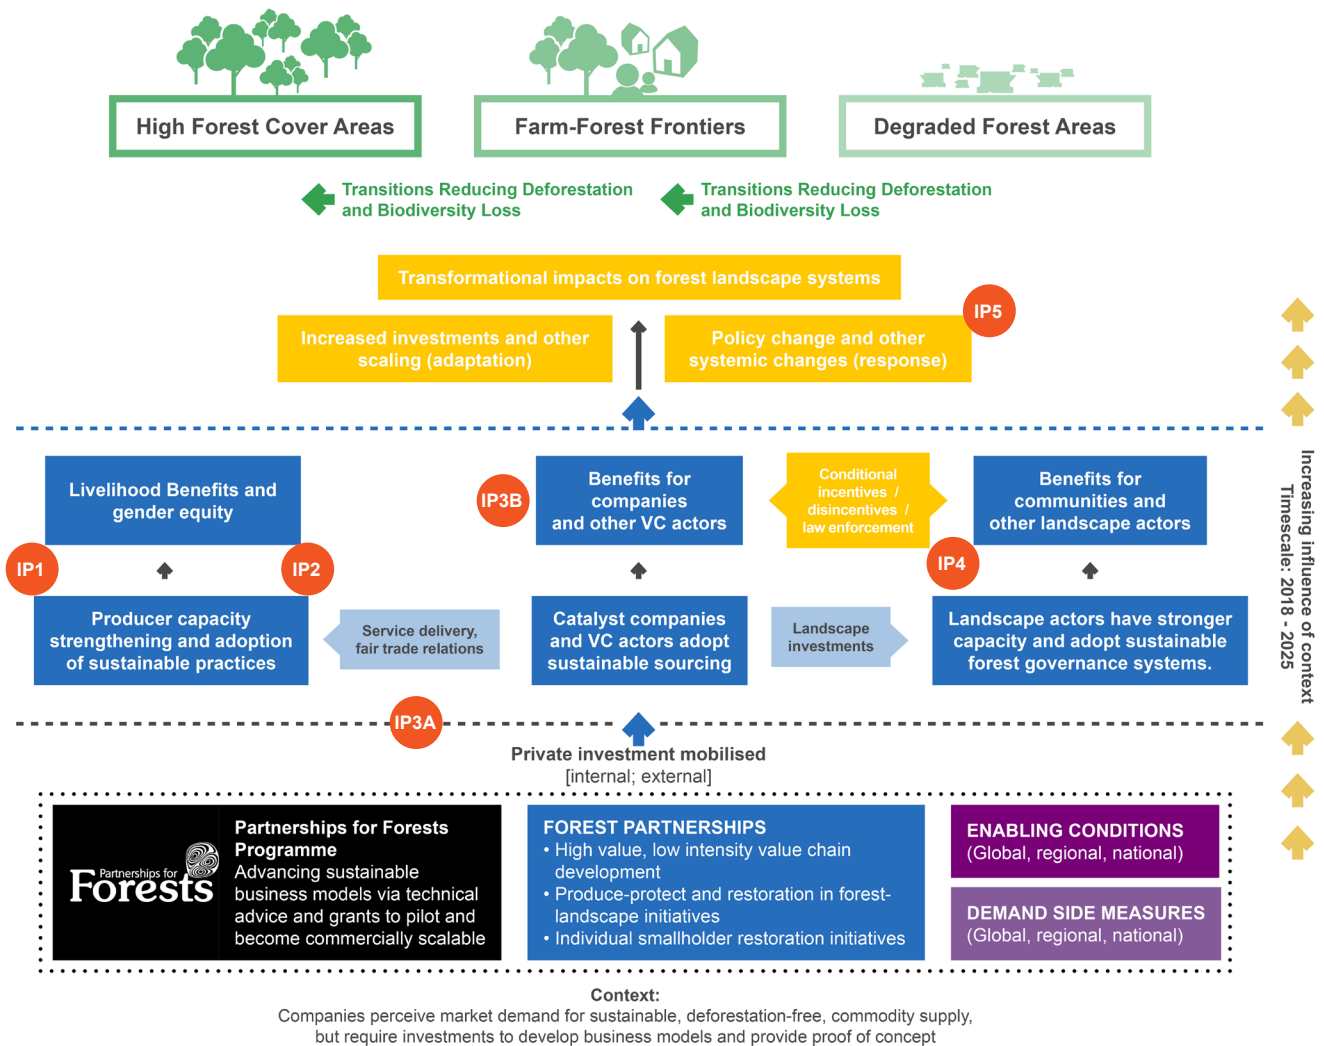 High Forest Cover Areas
Farm-Forest Frontiers
Degraded Forest Areas
Transitions Reducing Deforestation
and Biodiversity Loss
Transitions Reducing Deforestation
and Biodiversity Loss
Transformational impacts on forest landscape systems
IP5
Increased investments and other
scaling (adaptation)
Policy change and other
systemic changes (response)
Livelihood Benefits and
gender equity
IP3B
Benefits for
companies
and other VC actors
Conditional
incentives /
disincentives /
law enforcement
Benefits for
communities and
other landscape actors
IP1
IP2
IP4
Producer capacity
strengthening and adoption
of sustainable practices
Service delivery,
fair trade relations
Catalyst companies
and VC actors adopt
sustainable sourcing
Landscape
investments
Landscape actors have stronger
capacity and adopt sustainable
forest governance systems.
Increasing influence of context
Timescale: 2018 - 2025
IP3A
Private investment mobilised
[internal; external]
Partnerships for
Forests
Partnerships for Forests
Programme
Advancing sustainable
business models via technical
advice and grants to pilot and
become commercially scalable
FOREST PARTNERSHIPS
• High value, low intensity value chain
development
• Produce-protect and restoration in forest-
landscape initiatives
• Individual smallholder restoration initiatives
ENABLING CONDITIONS
(Global, regional, national)
DEMAND SIDE MEASURES
(Global, regional, national)
Context:
Companies perceive market demand for sustainable, deforestation-free, commodity supply,
but require investments to develop business models and provide proof of concept